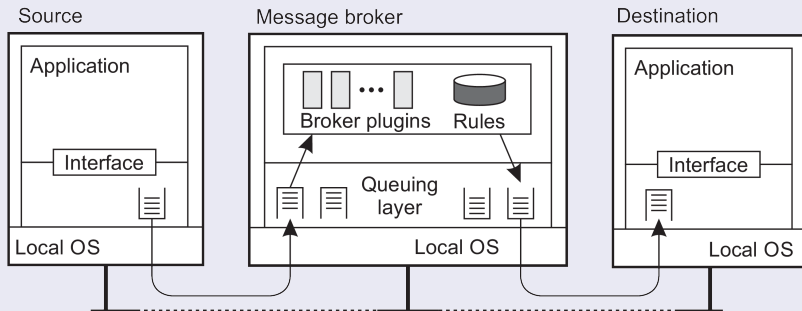 Source
Message broker
Destination
Application
Application
Broker plugins
Rules
Interface
Interface
Queuing
layer
Local OS
Local OS
Local OS